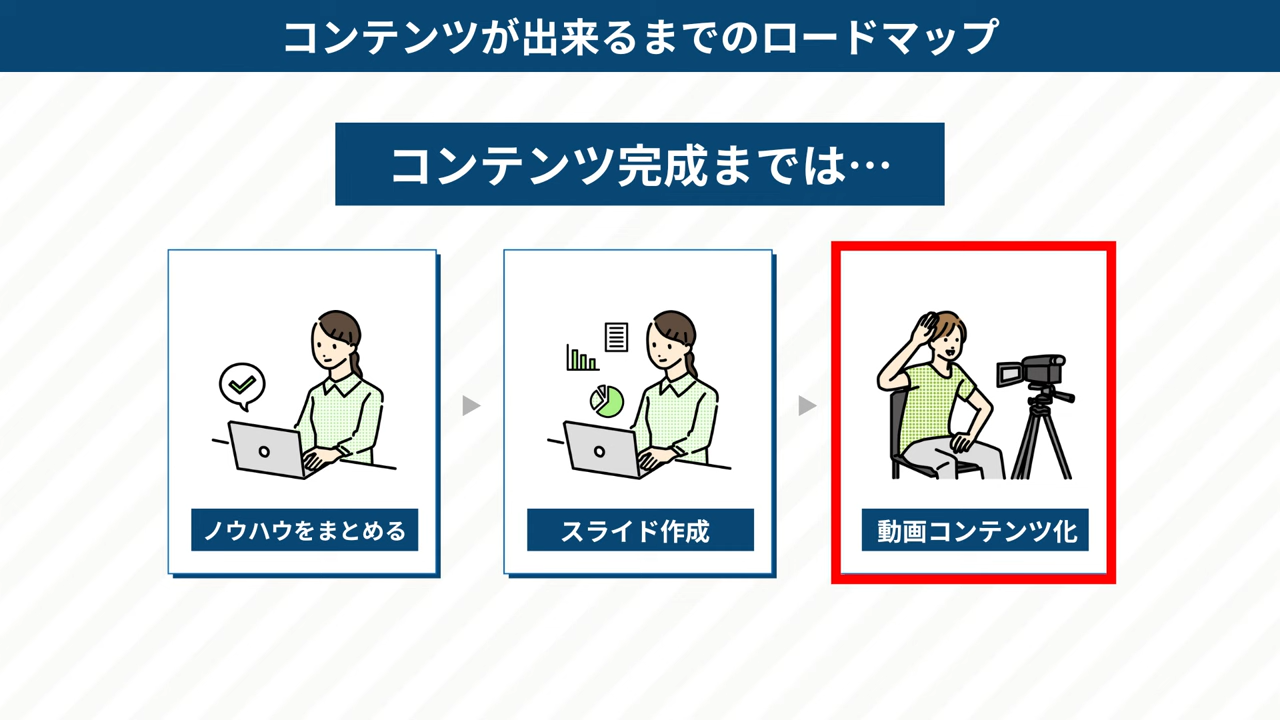 コンテンツが出来るまでのロードマップ
コンテンツ完成までは…
ノウハウをまとめる
スライド作成
動画コンテンツ化